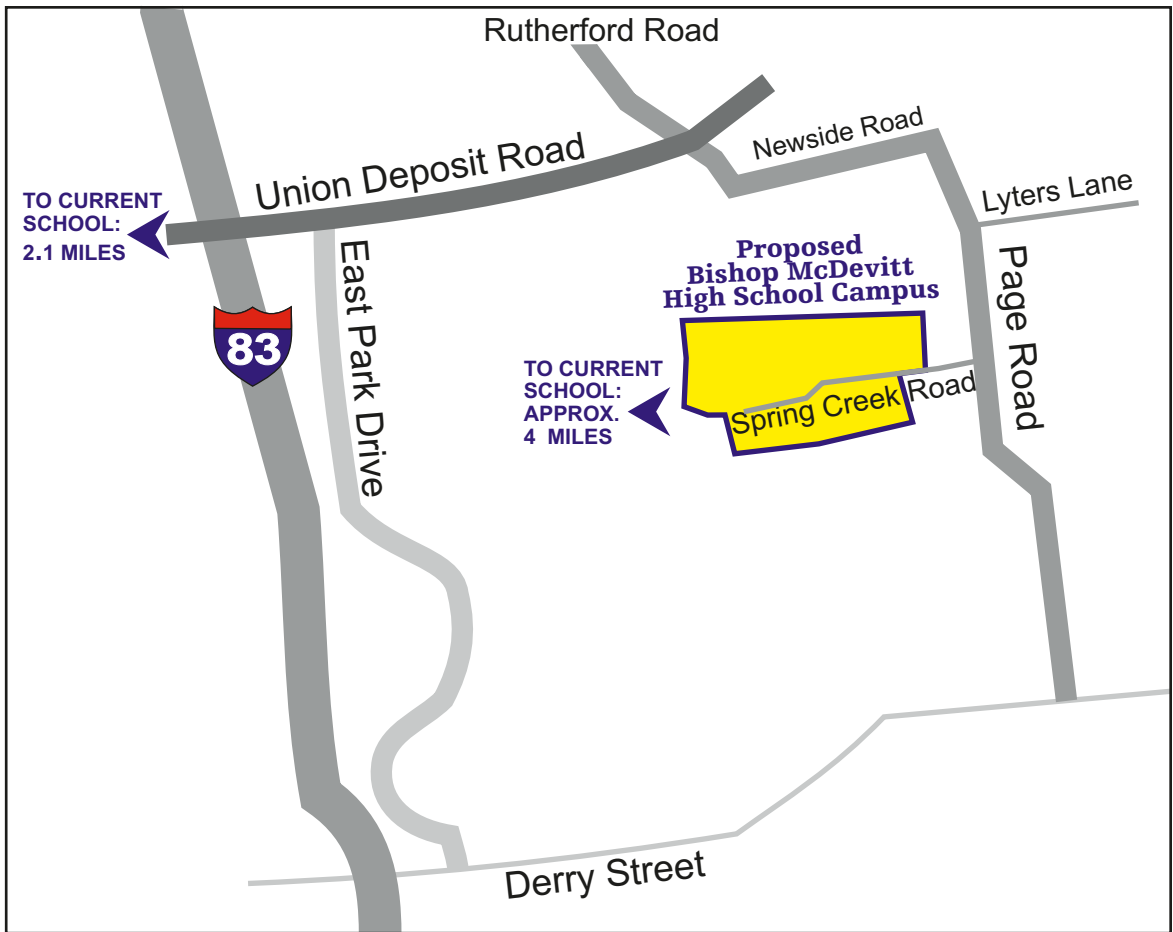 Rutherford Road
Newside Road
Union Deposit Road
Lyters Lane
TO CURRENT
SCHOOL:
2.1 MILES
East Park Drive
Page Road
Proposed
Bishop McDevitt
High School Campus
83
TO CURRENT
SCHOOL:
APPROX.
4 MILES
Spring Creek Road
Derry Street